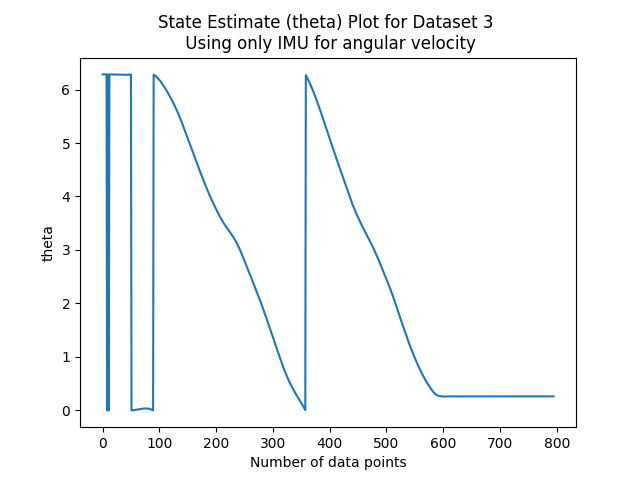 State Estimate (theta) Plot for Dataset 3
Using only IMU for angular velocity
6
5
4
3
2
1
0
theta
0 100 200 300 400 500 600 700 800
Number of data points